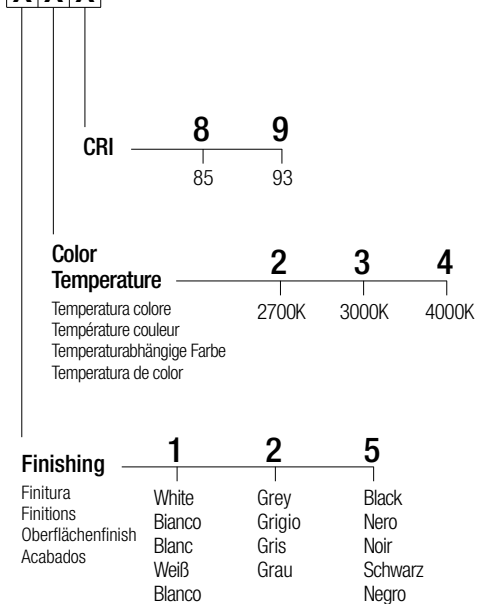 X X X
8 9
CRI
85 93
Color
Temperature
2 3 4
Temperatura colore
Température couleur
Temperaturabhängige Farbe
Temperatura de color
2700K 3000K 4000K
Finishing
1 2 5
Finitura
Finitions
Oberflächenfinish
Acabados
White Grey Black
Bianco Grigio Nero
Blanc Gris Noir
Weiß Grau Schwarz
Blanco Negro